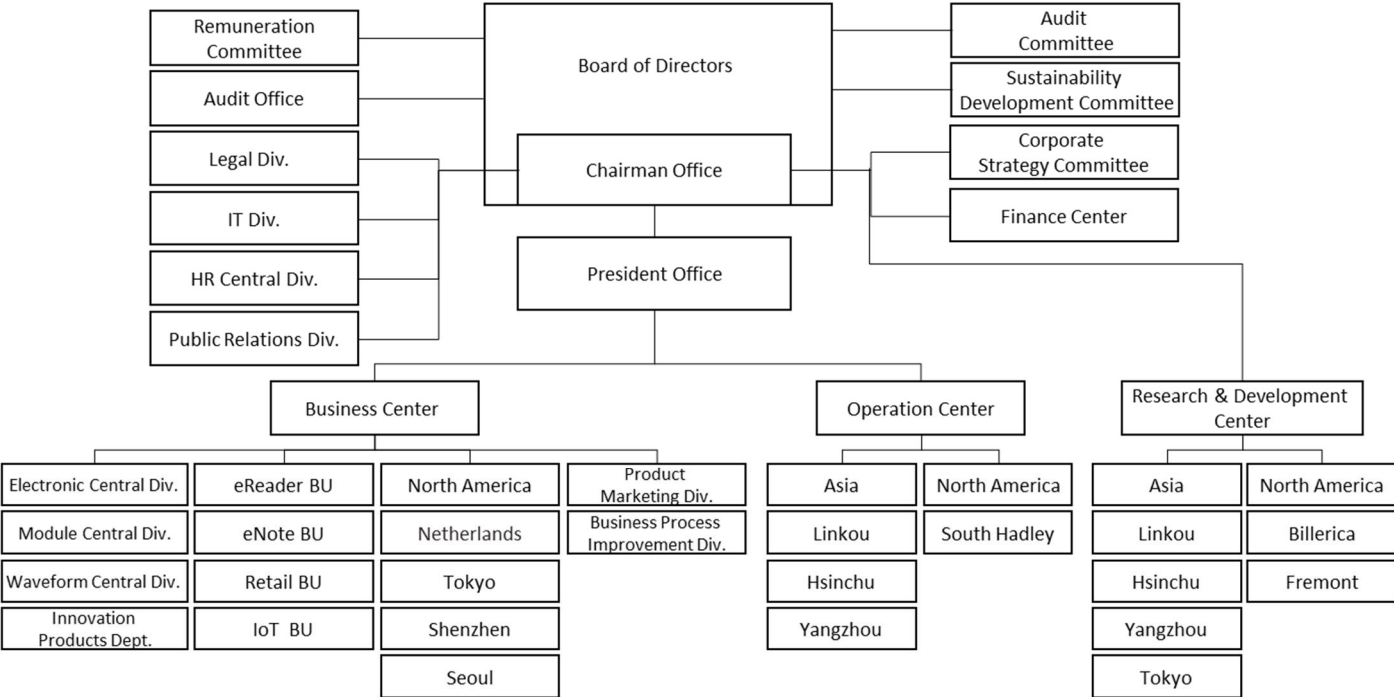 Remuneration
Committee
Audit Office
Legal Div.
IT Div.
HR Central Div.
Public Relations Div.
Board of Directors
Chairman Office
President Office
Audit
Committee
Sustainability
Development Committee
Corporate
Strategy Committee
Finance Center
Business Center
Operation Center
Research & Development
Center
Electronic Central Div.
Module Central Div.
Waveform Central Div.
Innovation
Products Dept.
eReader BU
eNote BU
Retail BU
IoT BU
North America
Netherlands
Tokyo
Shenzhen
Seoul
Product
Marketing Div.
Business Process
Improvement Div.
Asia
Linkou
Hsinchu
Yangzhou
North America
South Hadley
Asia
Linkou
Hsinchu
Yangzhou
Tokyo
North America
Billerica
Fremont